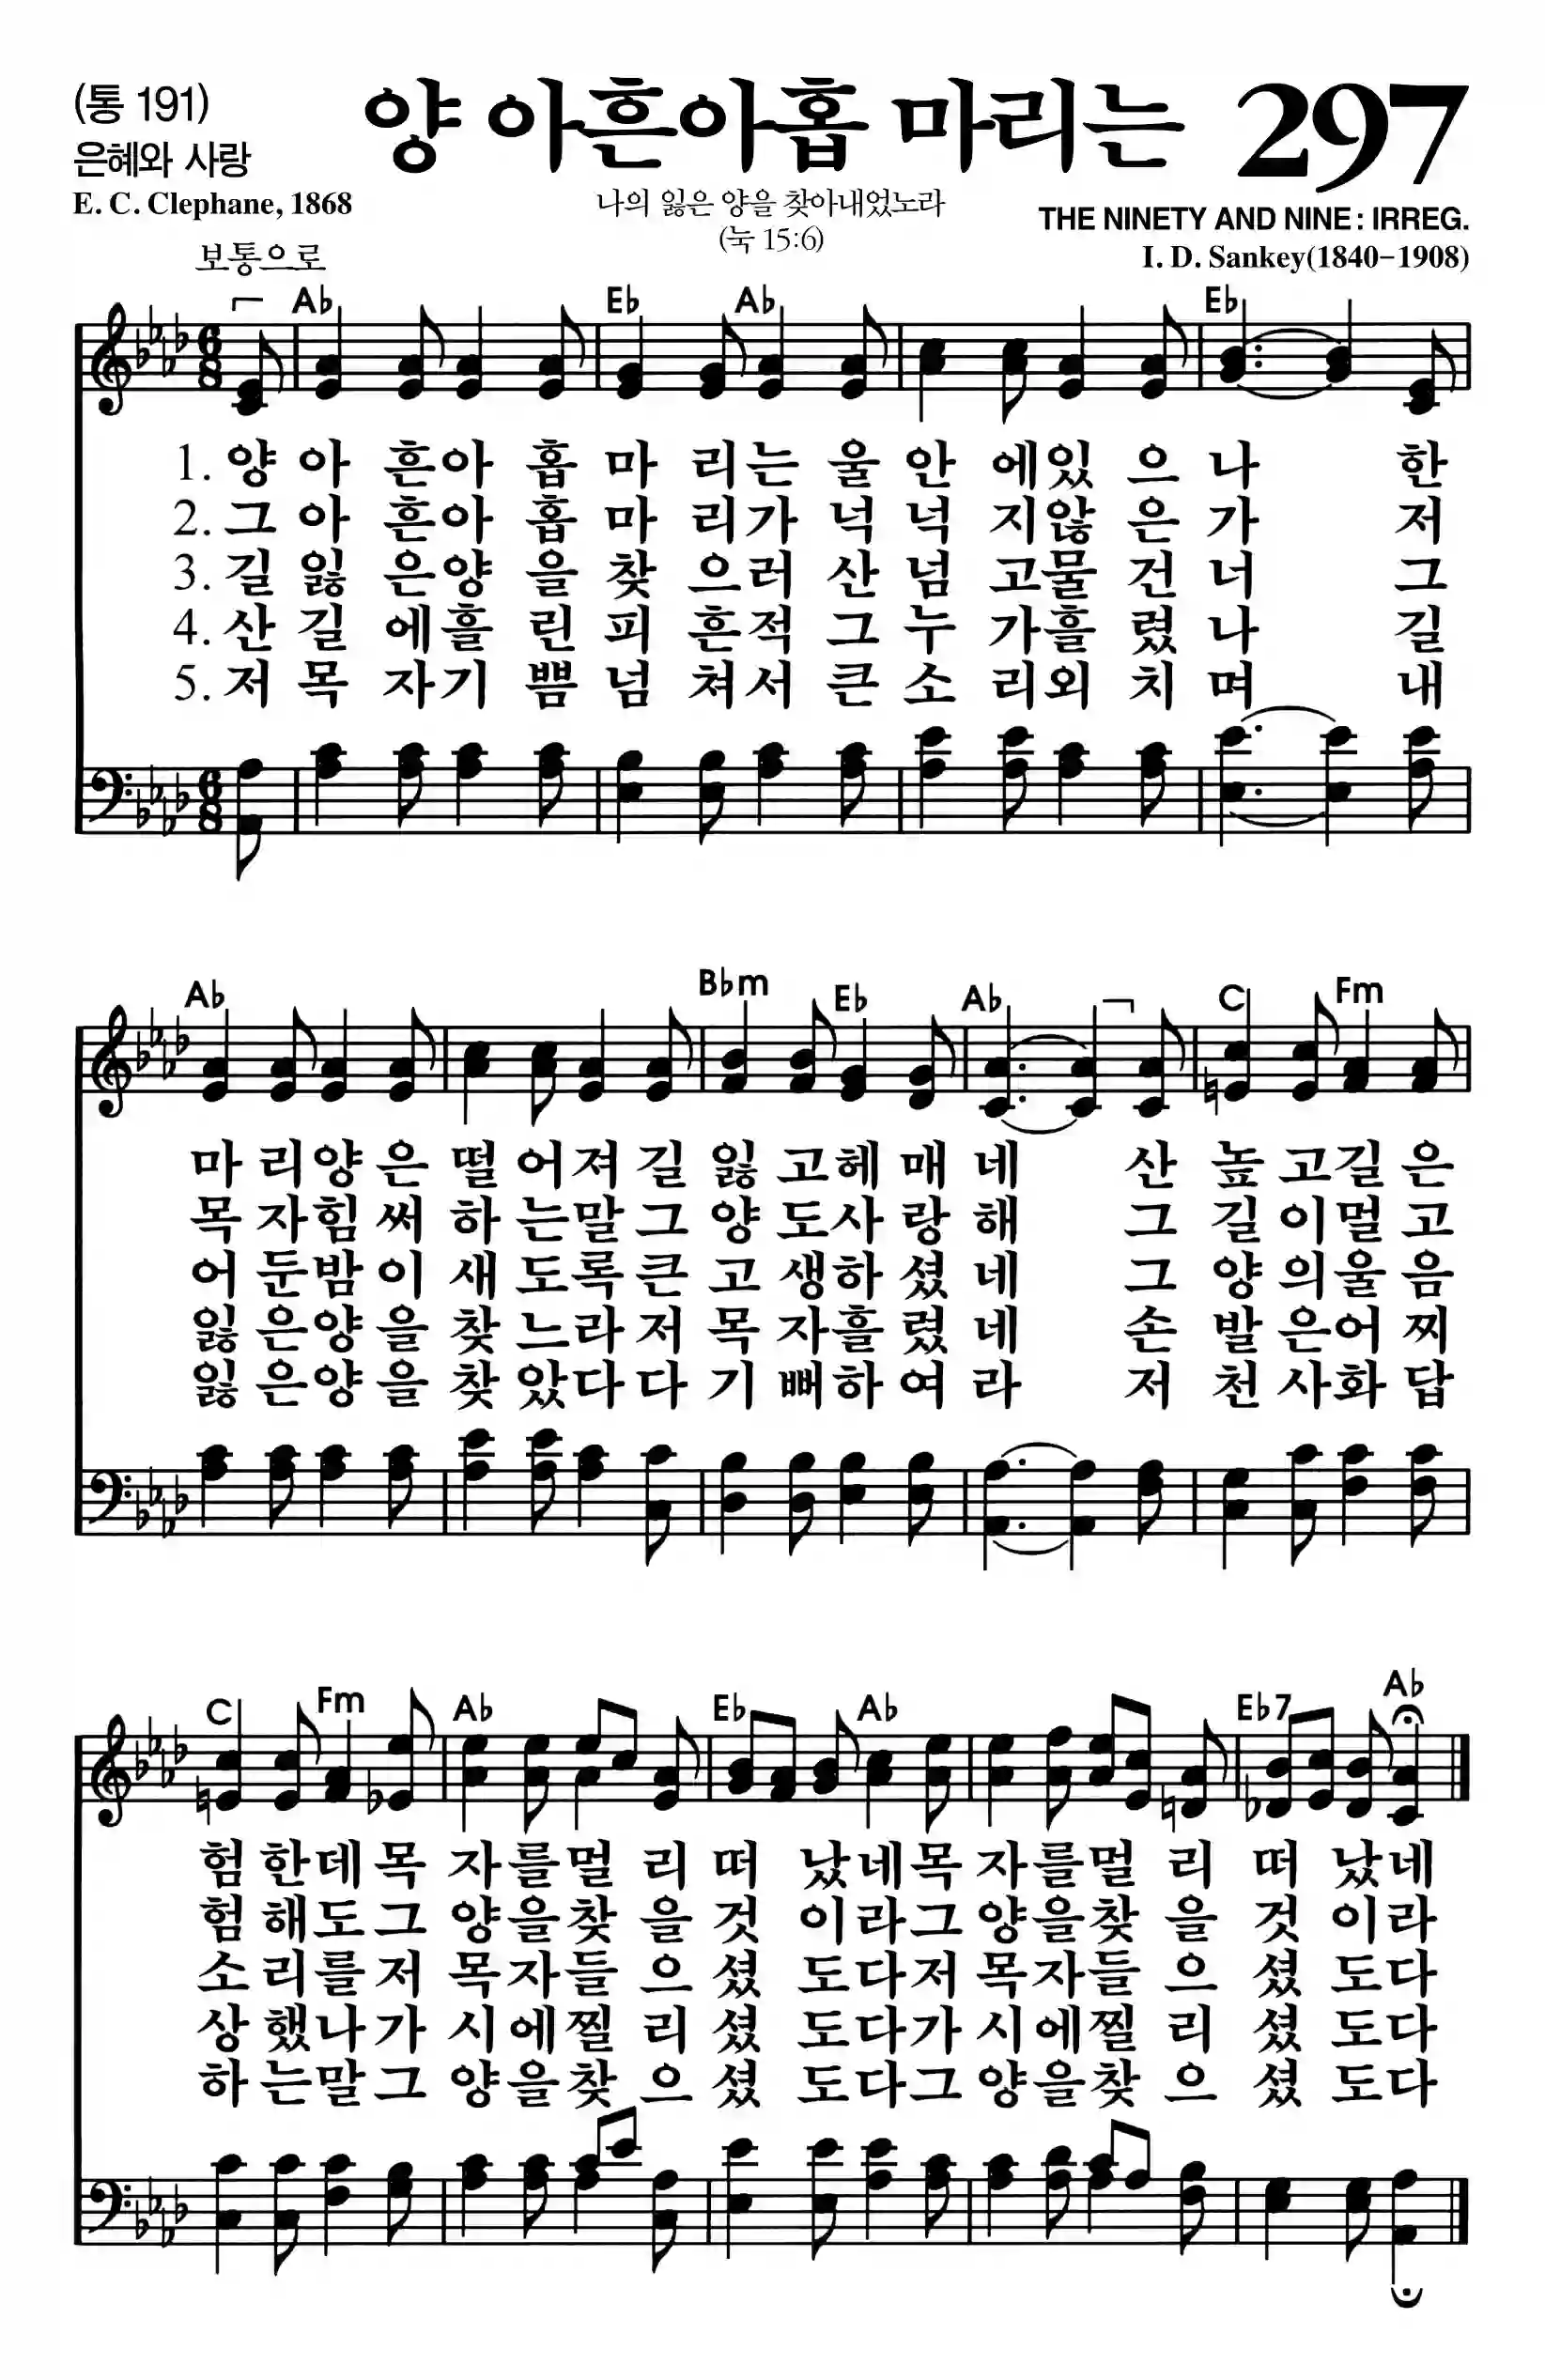 (통 191)
양 아흔아홉 마리는 297
은혜와 사랑
E. C. Clephane, 1868
나의 잃은 양을 찾아내었노라
(눅 15:6)
THE NINETY AND NINE: IRREG.
I. D. Sankey(1840-1908)
보통으로
A♭ E♭ A♭ E♭
1. 양 아 흔아 홉 마 리는 울 안 에있 으 나 한
2. 그 아 흔아 홉 마 리가 넉 넉 지않 은 가 저
3. 길 잃 은양 을 찾 으러 산 넘 고물 건 너 그
4. 산 길 에흘 린 피 흔적 그 누 가흘 렸 나 길
5. 저 목 자기 쁨 넘 쳐서 큰 소 리외 치 며 내
A♭ B♭m E♭ A♭ C Fm
마 리양 은 떨 어져 길 잃 고헤 매 네 산 높 고길 은
목 자힘 써 하 는말 그 양 도사 랑 해 그 길 이멀 고
어 둔밤 이 새 도록 큰 고 생하 셨 네 그 양 의울 음
잃 은양 을 찾 느라 저 목 자흘 렸 네 손 발 은어 찌
잃 은양 을 찾 았다 다 기 뻐하 여 라 저 천 사화 답
C Fm A♭ E♭ A♭ E♭7 A♭
험 한데 목 자를멀 리 떠 났네목 자를멀 리 떠 났네
험 해도 그 양을찾 을 것 이라그 양을찾 을 것 이라
소 리를 저 목자들 으 셨 도다저 목자들 으 셨 도다
상 했나 가 시에찔 리 셨 도다가 시에찔 리 셨 도다
하 는말 그 양을찾 으 셨 도다그 양을찾 으 셨 도다